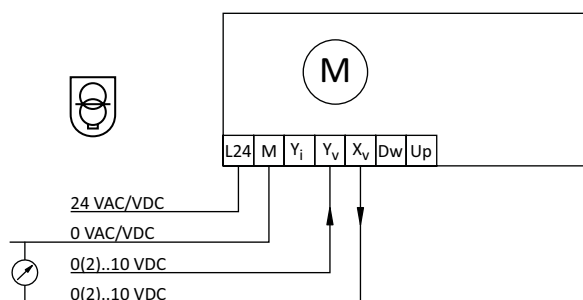 M
L24 M Yi Yv Xv Dw Up
24 VAC/VDC
0 VAC/VDC
0(2)..10 VDC
0(2)..10 VDC